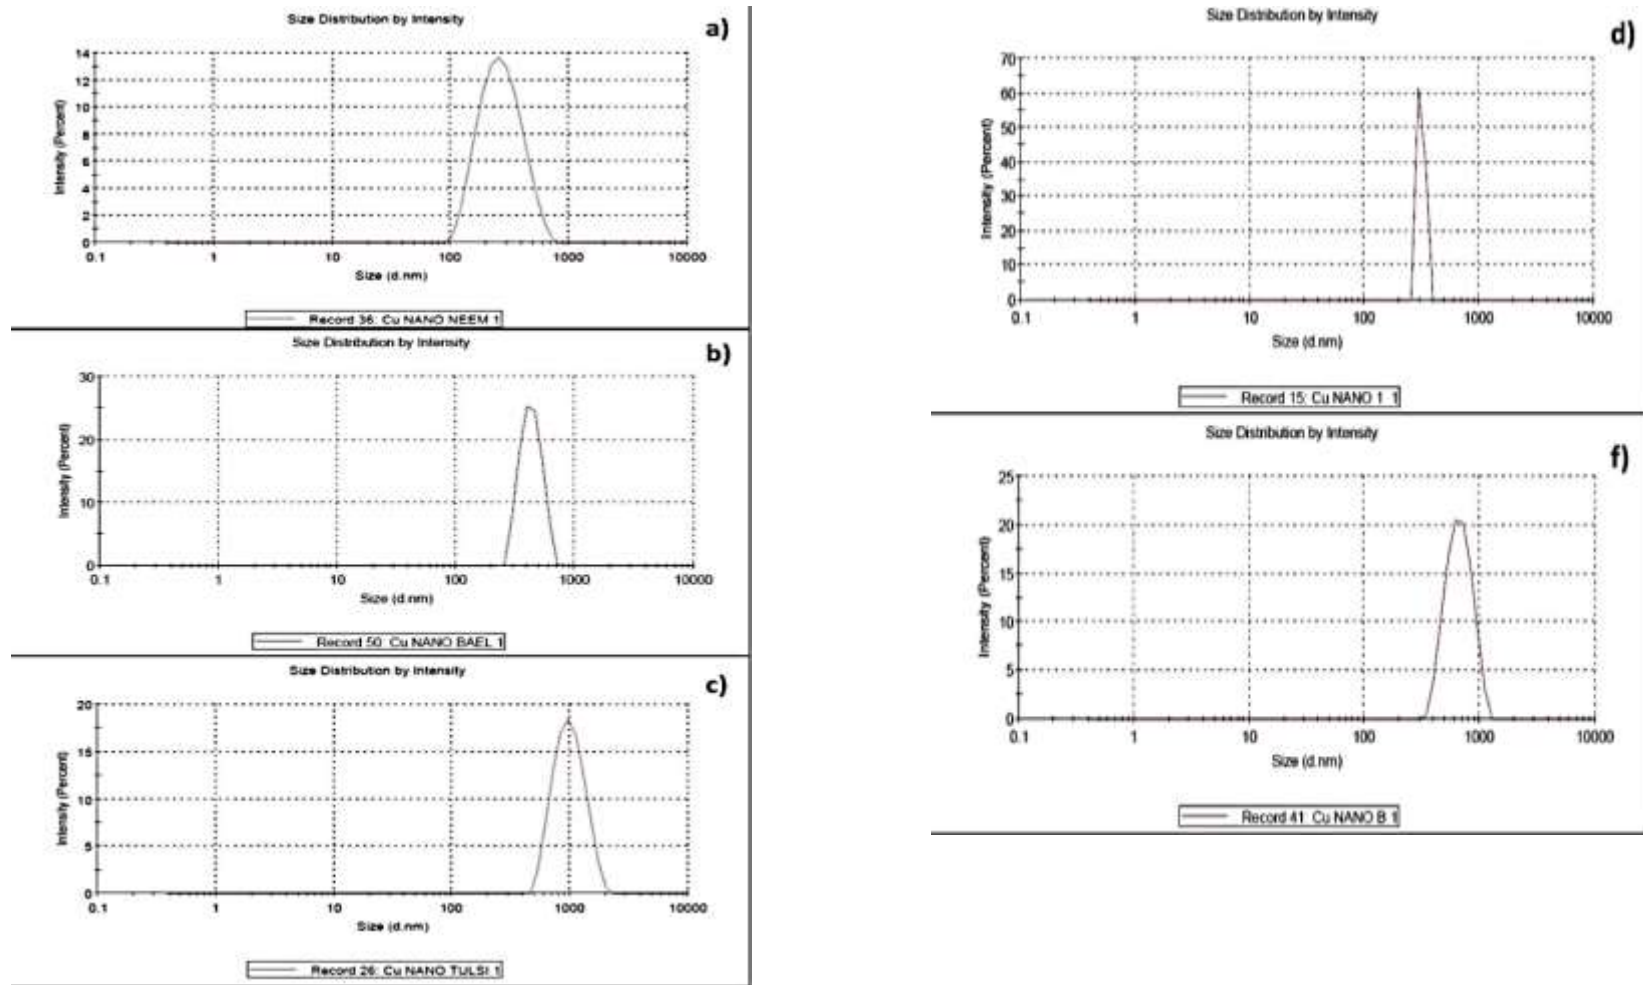 Size Distribution by Intensity
a)
14
12
10
8
6
4
2
0
Intensity (Percent)
0.1 1 10 100 1000 10000
Size (d.nm)
Record 36: Cu NANO NEEM 1
Size Distribution by Intensity
b)
30
20
10
0
Intensity (Percent)
0.1 1 10 100 1000 10000
Size (d.nm)
Record 50: Cu NANO BAEL 1
Size Distribution by Intensity
c)
20
15
10
5
0
Intensity (Percent)
0.1 1 10 100 1000 10000
Size (d.nm)
Record 26: Cu NANO TULSI 1
Size Distribution by Intensity
d)
70
60
50
40
30
20
10
0
Intensity (Percent)
0.1 1 10 100 1000 10000
Size (d.nm)
Record 15: Cu NANO 1 1
Size Distribution by Intensity
f)
25
20
15
10
5
0
Intensity (Percent)
0.1 1 10 100 1000 10000
Size (d.nm)
Record 41: Cu NANO B 1